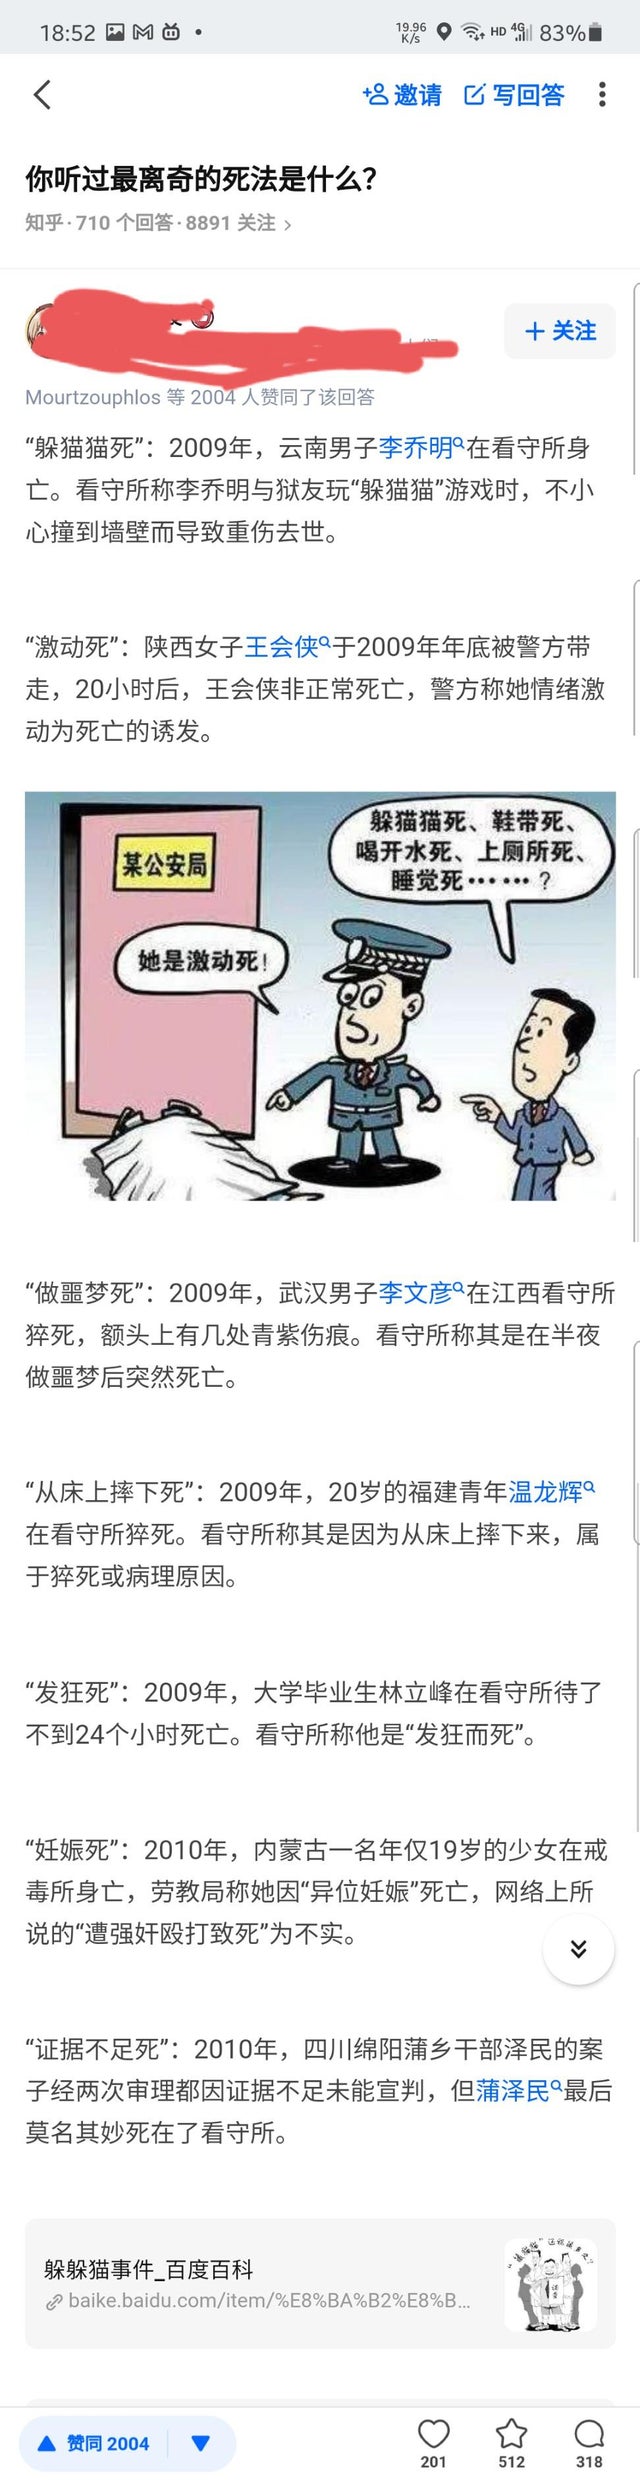 18:52
19.96
K/s
HD 4G
83%
邀请 写回答
你听过最离奇的死法是什么?
知乎·710 个回答·8891 关注 >
+ 关注
Mourtzouphlos 等 2004 人赞同了该回答
“躲猫猫死”：2009年，云南男子李乔明在看守所身
亡。看守所称李乔明与狱友玩“躲猫猫”游戏时，不小
心撞到墙壁而导致重伤去世。
“激动死”：陕西女子王会侠于2009年年底被警方带
走，20小时后，王会侠非正常死亡，警方称她情绪激
动为死亡的诱发。
躲猫猫死、鞋带死、
喝开水死、上厕所死、
睡觉死……？
某公安局
她是激动死!
“做噩梦死”：2009年，武汉男子李文彦在江西看守所
猝死，额头上有几处青紫伤痕。看守所称其是在半夜
做噩梦后突然死亡。
“从床上摔下死”：2009年，20岁的福建青年温龙辉
在看守所猝死。看守所称其是因为从床上摔下来，属
于猝死或病理原因。
“发狂死”：2009年，大学毕业生林立峰在看守所待了
不到24个小时死亡。看守所称他是“发狂而死”。
“妊娠死”：2010年，内蒙古一名年仅19岁的少女在戒
毒所身亡，劳教局称她因“异位妊娠”死亡，网络上所
说的“遭强奸殴打致死”为不实。
“证据不足死”：2010年，四川绵阳蒲乡干部泽民的案
子经两次审理都因证据不足未能宣判，但蒲泽民最后
莫名其妙死在了看守所。
躲躲猫事件_百度百科
baike.baidu.com/item/%E8%BA%B2%E8%B...
赞同 2004
201
512
318